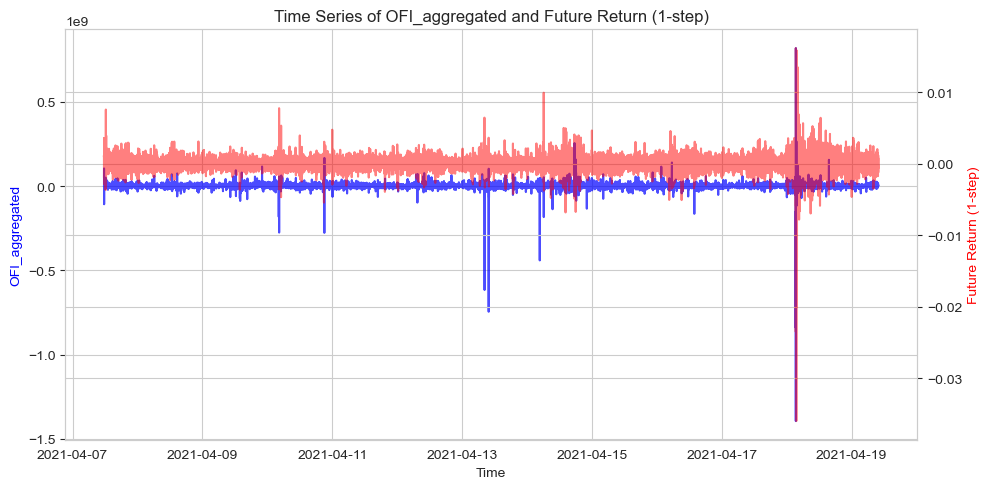 Time Series of OFI_aggregated and Future Return (1-step)
1e9
0.5
0.0
−0.5
−1.0
−1.5
OFI_aggregated
0.01
0.00
−0.01
−0.02
−0.03
Future Return (1-step)
2021-04-07 2021-04-09 2021-04-11 2021-04-13 2021-04-15 2021-04-17 2021-04-19
Time